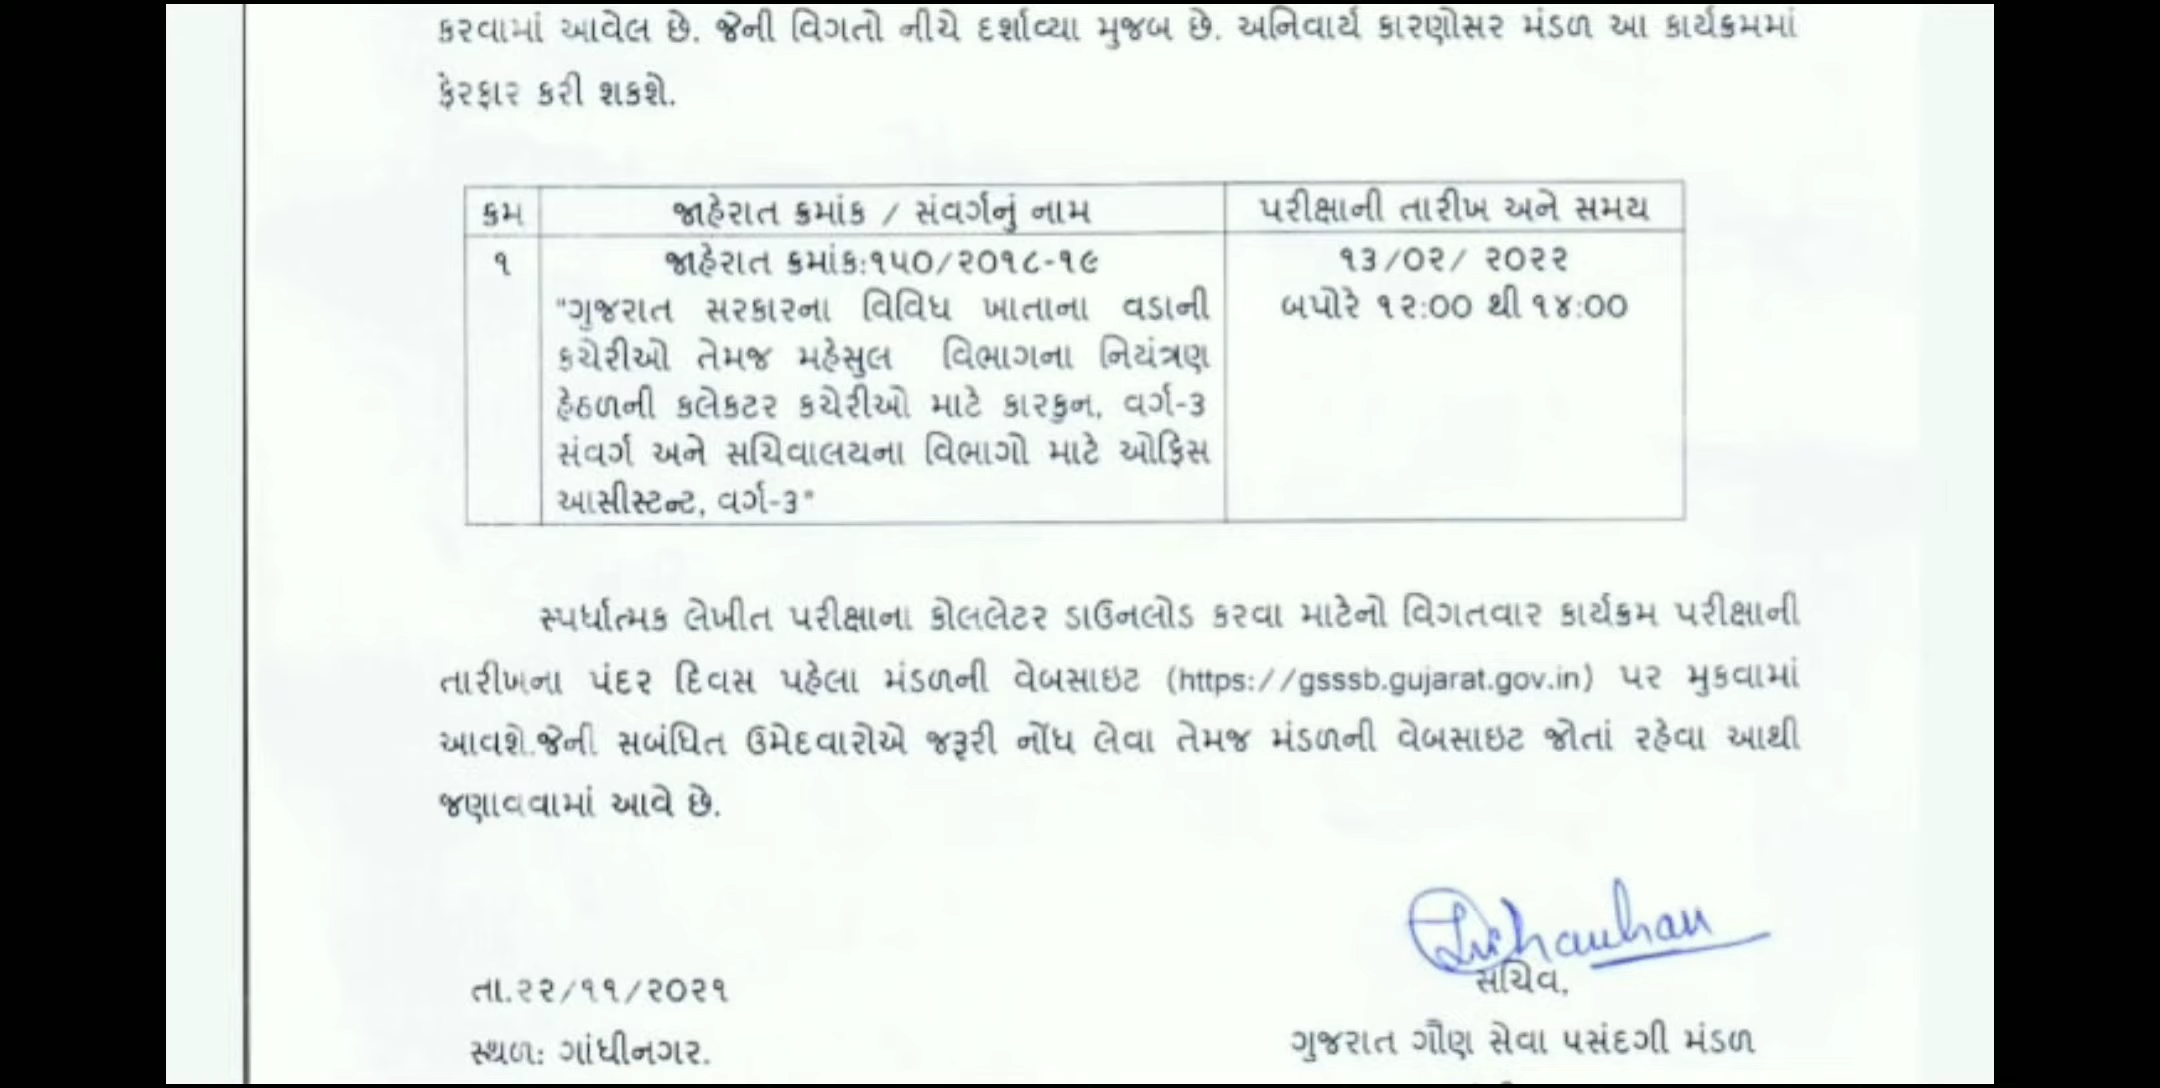 કરવામાં આવેલ છે. જેની વિગતો નીચે દર્શાવ્યા મુજબ છે. અનિવાર્ય કારણોસર મંડળ આ કાર્યક્રમમાં
ફેરફાર કરી શકશે.
ક્રમ જાહેરાત ક્રમાંક / સંવર્ગનું નામ પરીક્ષાની તારીખ અને સમય
૧ જાહેરાત ક્રમાંક:૧૫૦/૨૦૧૮-૧૯ ૧૩/૦૨/ ૨૦૨૨
"ગુજરાત સરકારના વિવિધ ખાતાના વડાની બપોરે ૧૨:૦૦ થી ૧૪:૦૦
કચેરીઓ તેમજ મહેસુલ વિભાગના નિયંત્રણ
હેઠળની કલેકટર કચેરીઓ માટે કારકુન, વર્ગ-૩
સંવર્ગ અને સચિવાલયના વિભાગો માટે ઓફિસ
આસીસ્ટન્ટ, વર્ગ-૩"
સ્પર્ધાત્મક લેખીત પરીક્ષાના કોલલેટર ડાઉનલોડ કરવા માટેનો વિગતવાર કાર્યક્રમ પરીક્ષાની
તારીખના પંદર દિવસ પહેલા મંડળની વેબસાઇટ (https://gsssb.gujarat.gov.in) પર મુકવામાં
આવશે.જેની સબંધિત ઉમેદવારોએ જરૂરી નોંધ લેવા તેમજ મંડળની વેબસાઇટ જોતાં રહેવા આથી
જણાવવામાં આવે છે.
તા.૨૨/૧૧/૨૦૨૧ સચિવ,
સ્થળ: ગાંધીનગર. ગુજરાત ગૌણ સેવા પસંદગી મંડળ